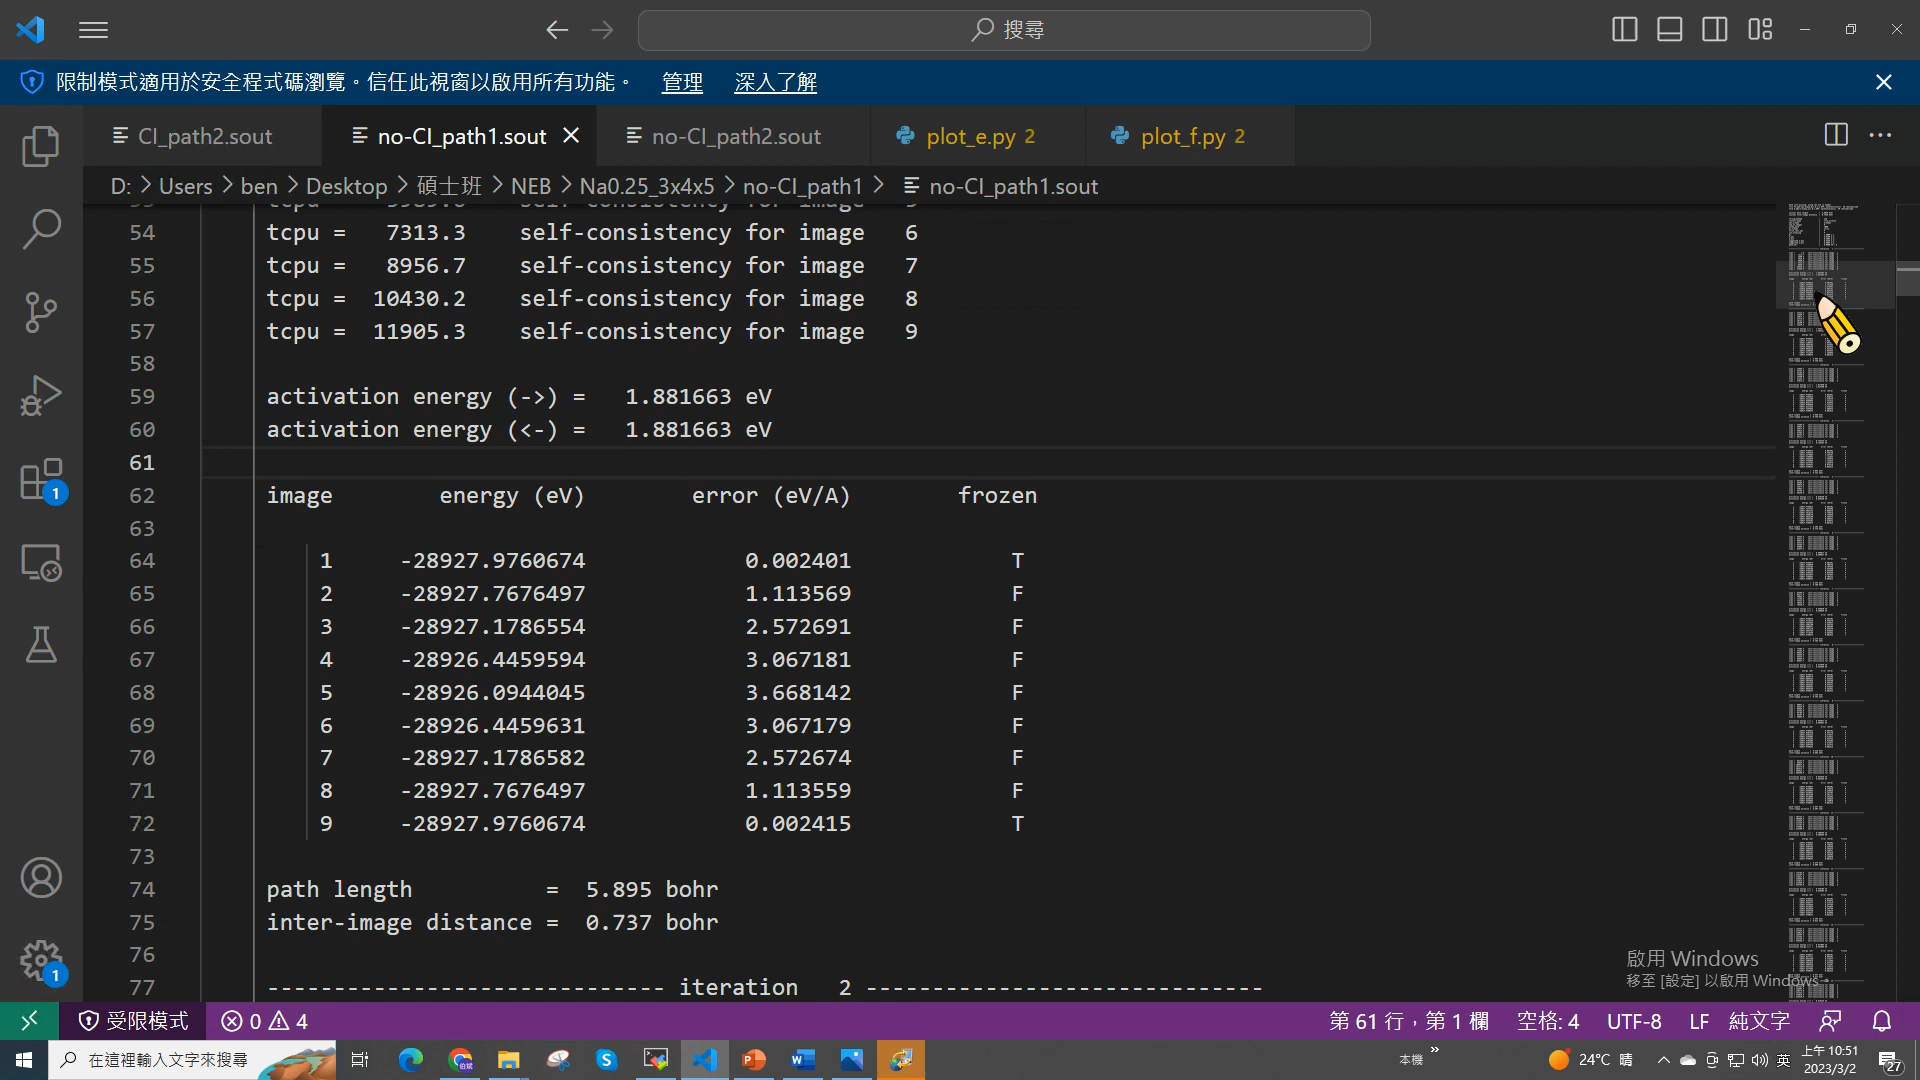 搜尋
限制模式適用於安全程式碼瀏覽。信任此視窗以啟用所有功能。 管理 深入了解
CI_path2.sout no-CI_path1.sout no-CI_path2.sout plot_e.py 2 plot_f.py 2
D: > Users > ben > Desktop > 碩士班 > NEB > Na0.25_3x4x5 > no-CI_path1 > no-CI_path1.sout
54 tcpu = 7313.3 self-consistency for image 6
55 tcpu = 8956.7 self-consistency for image 7
56 tcpu = 10430.2 self-consistency for image 8
57 tcpu = 11905.3 self-consistency for image 9
58
59 activation energy (->) = 1.881663 eV
60 activation energy (<-) = 1.881663 eV
61
62 image energy (eV) error (eV/A) frozen
63
64 1 -28927.9760674 0.002401 T
65 2 -28927.7676497 1.113569 F
66 3 -28927.1786554 2.572691 F
67 4 -28926.4459594 3.067181 F
68 5 -28926.0944045 3.668142 F
69 6 -28926.4459631 3.067179 F
70 7 -28927.1786582 2.572674 F
71 8 -28927.7676497 1.113559 F
72 9 -28927.9760674 0.002415 T
73
74 path length = 5.895 bohr
75 inter-image distance = 0.737 bohr
76
77 ------------------------------ iteration 2 ------------------------------
1
1
啟用 Windows
移至 [設定] 以啟用 Windows。
受限模式 0 4 第 61 行，第 1 欄 空格: 4 UTF-8 LF 純文字
在這裡輸入文字來搜尋 本機 » 24°C 晴 英 上午 10:51
2023/3/2 27